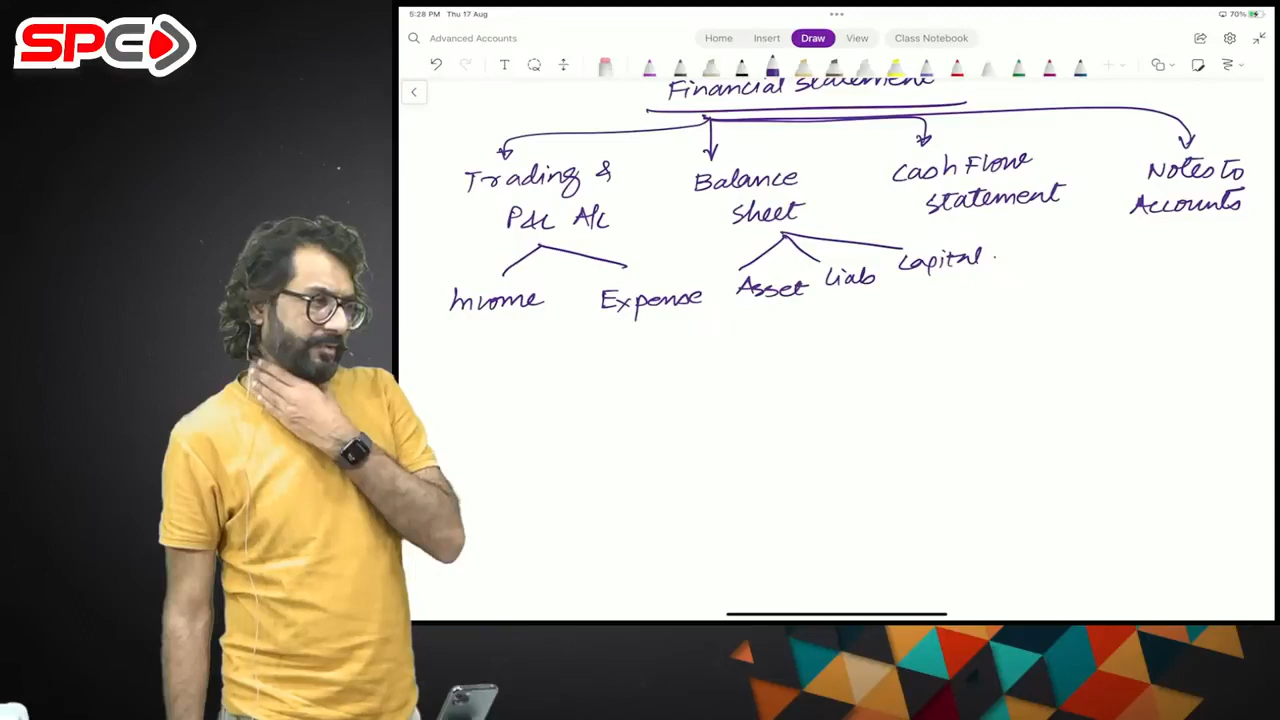 SPE
5:28 PM Thu 17 Aug
70%
Advanced Accounts
Home Insert Draw View Class Notebook
Financial statement
Trading &
P&L A/c
Balance
sheet
Cash Flow
statement
Notes to
Accounts
Income
Expense
Asset
Liab
Capital